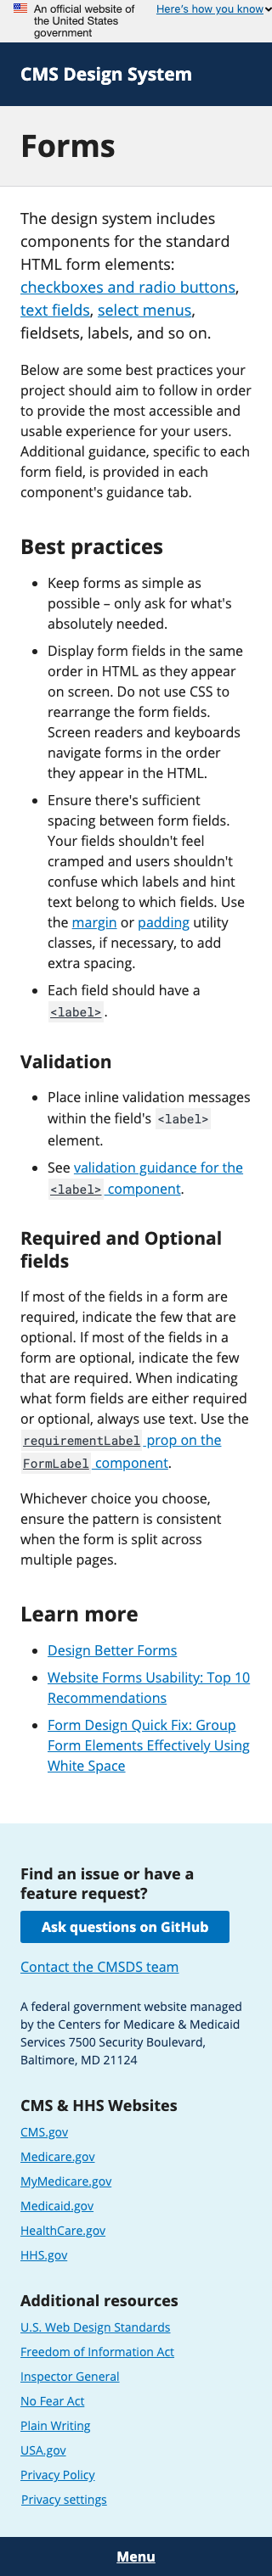 An official website of
the United States
government
Here's how you know
CMS Design System
Forms
The design system includes
components for the standard
HTML form elements:
checkboxes and radio buttons,
text fields, select menus,
fieldsets, labels, and so on.
Below are some best practices your
project should aim to follow in order
to provide the most accessible and
usable experience for your users.
Additional guidance, specific to each
form field, is provided in each
component's guidance tab.
Best practices
Keep forms as simple as
possible – only ask for what's
absolutely needed.
Display form fields in the same
order in HTML as they appear
on screen. Do not use CSS to
rearrange the form fields.
Screen readers and keyboards
navigate forms in the order
they appear in the HTML.
Ensure there's sufficient
spacing between form fields.
Your fields shouldn't feel
cramped and users shouldn't
confuse which labels and hint
text belong to which fields. Use
the margin or padding utility
classes, if necessary, to add
extra spacing.
Each field should have a
<label>.
Validation
Place inline validation messages
within the field's <label>
element.
See validation guidance for the
<label> component.
Required and Optional
fields
If most of the fields in a form are
required, indicate the few that are
optional. If most of the fields in a
form are optional, indicate the few
that are required. When indicating
what form fields are either required
or optional, always use text. Use the
requirementLabel prop on the
FormLabel component.
Whichever option you choose,
ensure the pattern is consistent
when the form is split across
multiple pages.
Learn more
Design Better Forms
Website Forms Usability: Top 10
Recommendations
Form Design Quick Fix: Group
Form Elements Effectively Using
White Space
Find an issue or have a
feature request?
Ask questions on GitHub
Contact the CMSDS team
A federal government website managed
by the Centers for Medicare & Medicaid
Services 7500 Security Boulevard,
Baltimore, MD 21124
CMS & HHS Websites
CMS.gov
Medicare.gov
MyMedicare.gov
Medicaid.gov
HealthCare.gov
HHS.gov
Additional resources
U.S. Web Design Standards
Freedom of Information Act
Inspector General
No Fear Act
Plain Writing
USA.gov
Privacy Policy
Privacy settings
Menu